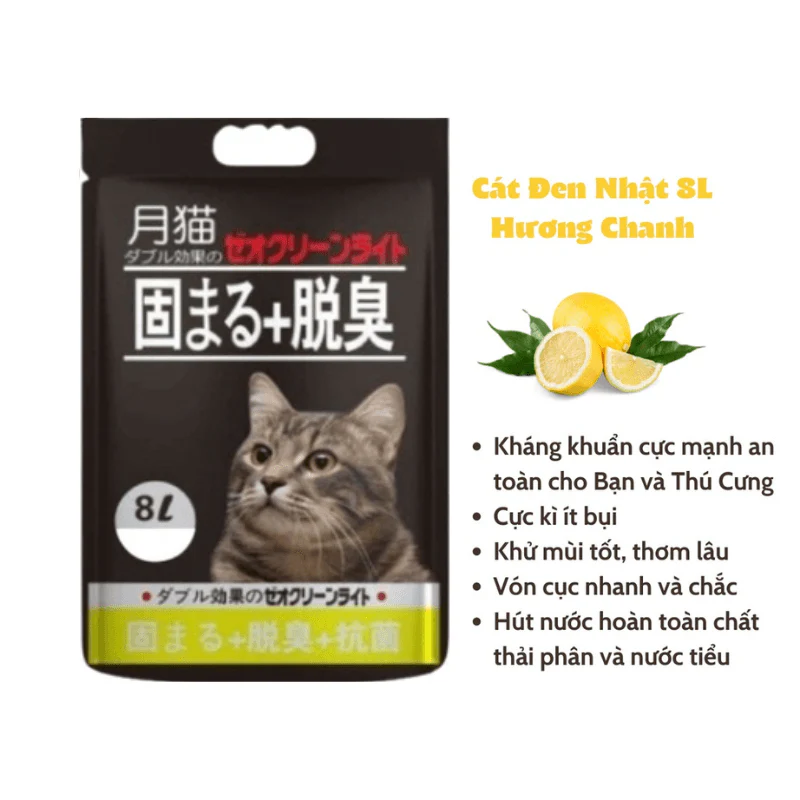 月猫
ダブル効果のゼオクリーンライト
固まる+脱臭
8ℓ
• ダブル効果のゼオクリーンライト •
固まる+脱臭+抗菌
Cát Đen Nhật 8L
Hương Chanh
• Kháng khuẩn cực mạnh an
toàn cho Bạn và Thú Cưng
• Cực kì ít bụi
• Khử mùi tốt, thơm lâu
• Vón cục nhanh và chắc
• Hút nước hoàn toàn chất
thải phân và nước tiểu